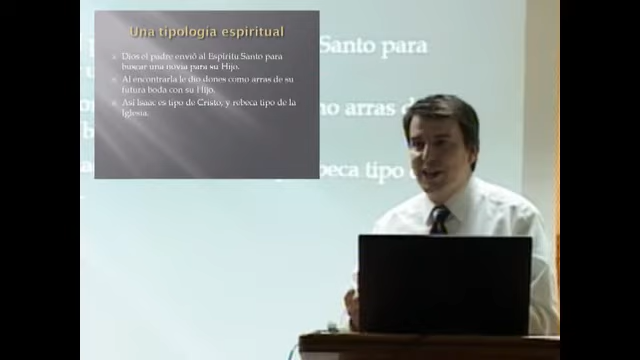 Una tipología espiritual
Dios el padre envió al Espíritu Santo para
buscar una novia para su Hijo.
Al encontrarla le dio dones como arras de su
futura boda con su Hijo.
Así Isaac es tipo de Cristo, y rebeca tipo de la
Iglesia.
Santo para
no arras de
rebeca tipo